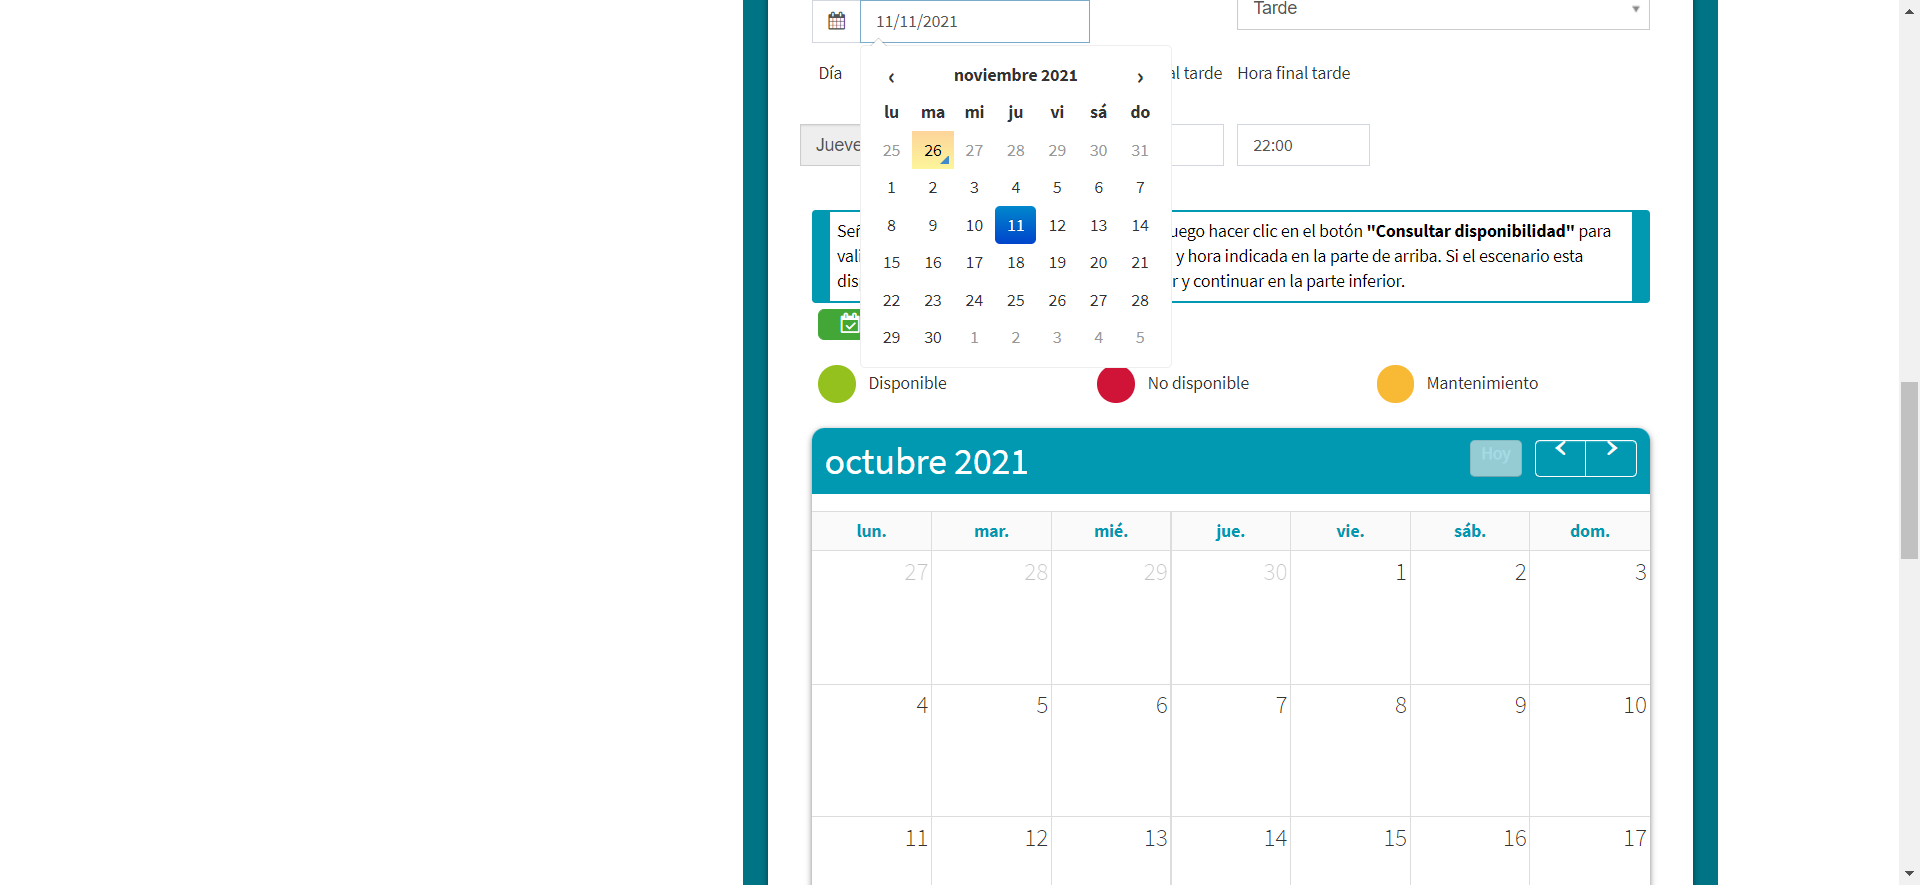 11/11/2021
Tarde
Día
al tarde
Hora final tarde
‹ noviembre 2021 ›
lu ma mi ju vi sá do
25 26 27 28 29 30 31
1 2 3 4 5 6 7
8 9 10 11 12 13 14
15 16 17 18 19 20 21
22 23 24 25 26 27 28
29 30 1 2 3 4 5
Jueve
22:00
uego hacer clic en el botón "Consultar disponibilidad" para
y hora indicada en la parte de arriba. Si el escenario esta
r y continuar en la parte inferior.
Disponible
No disponible
Mantenimiento
octubre 2021
Hoy
lun. mar. mié. jue. vie. sáb. dom.
27 28 29 30 1 2 3
4 5 6 7 8 9 10
11 12 13 14 15 16 17